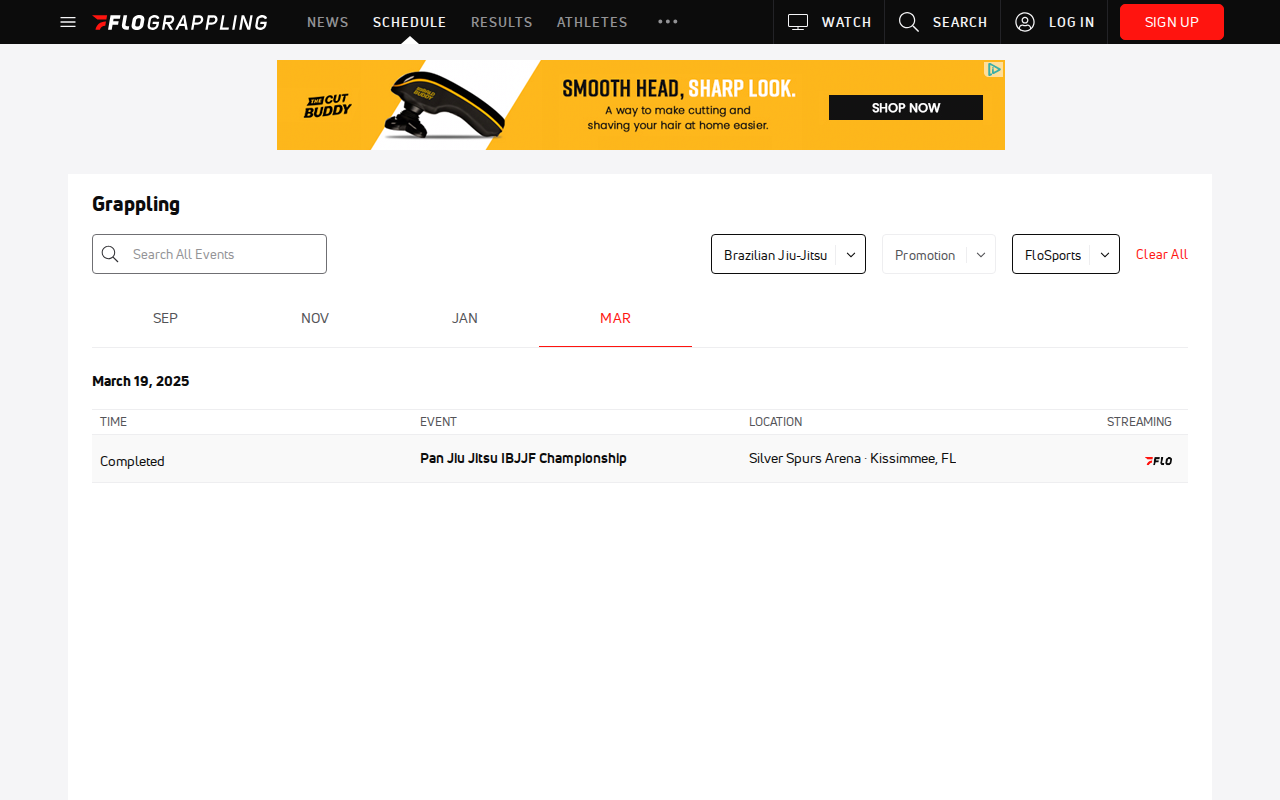 FLOGRAPPLING NEWS SCHEDULE RESULTS ATHLETES ••• WATCH SEARCH LOG IN SIGN UP
THE CUT BUDDY
SMOOTH HEAD, SHARP LOOK.
A way to make cutting and
shaving your hair at home easier.
SHOP NOW
Grappling
Search All Events
Brazilian Jiu-Jitsu
Promotion
FloSports
Clear All
SEP NOV JAN MAR
March 19, 2025
TIME EVENT LOCATION STREAMING
Completed Pan Jiu Jitsu IBJJF Championship Silver Spurs Arena · Kissimmee, FL FLO